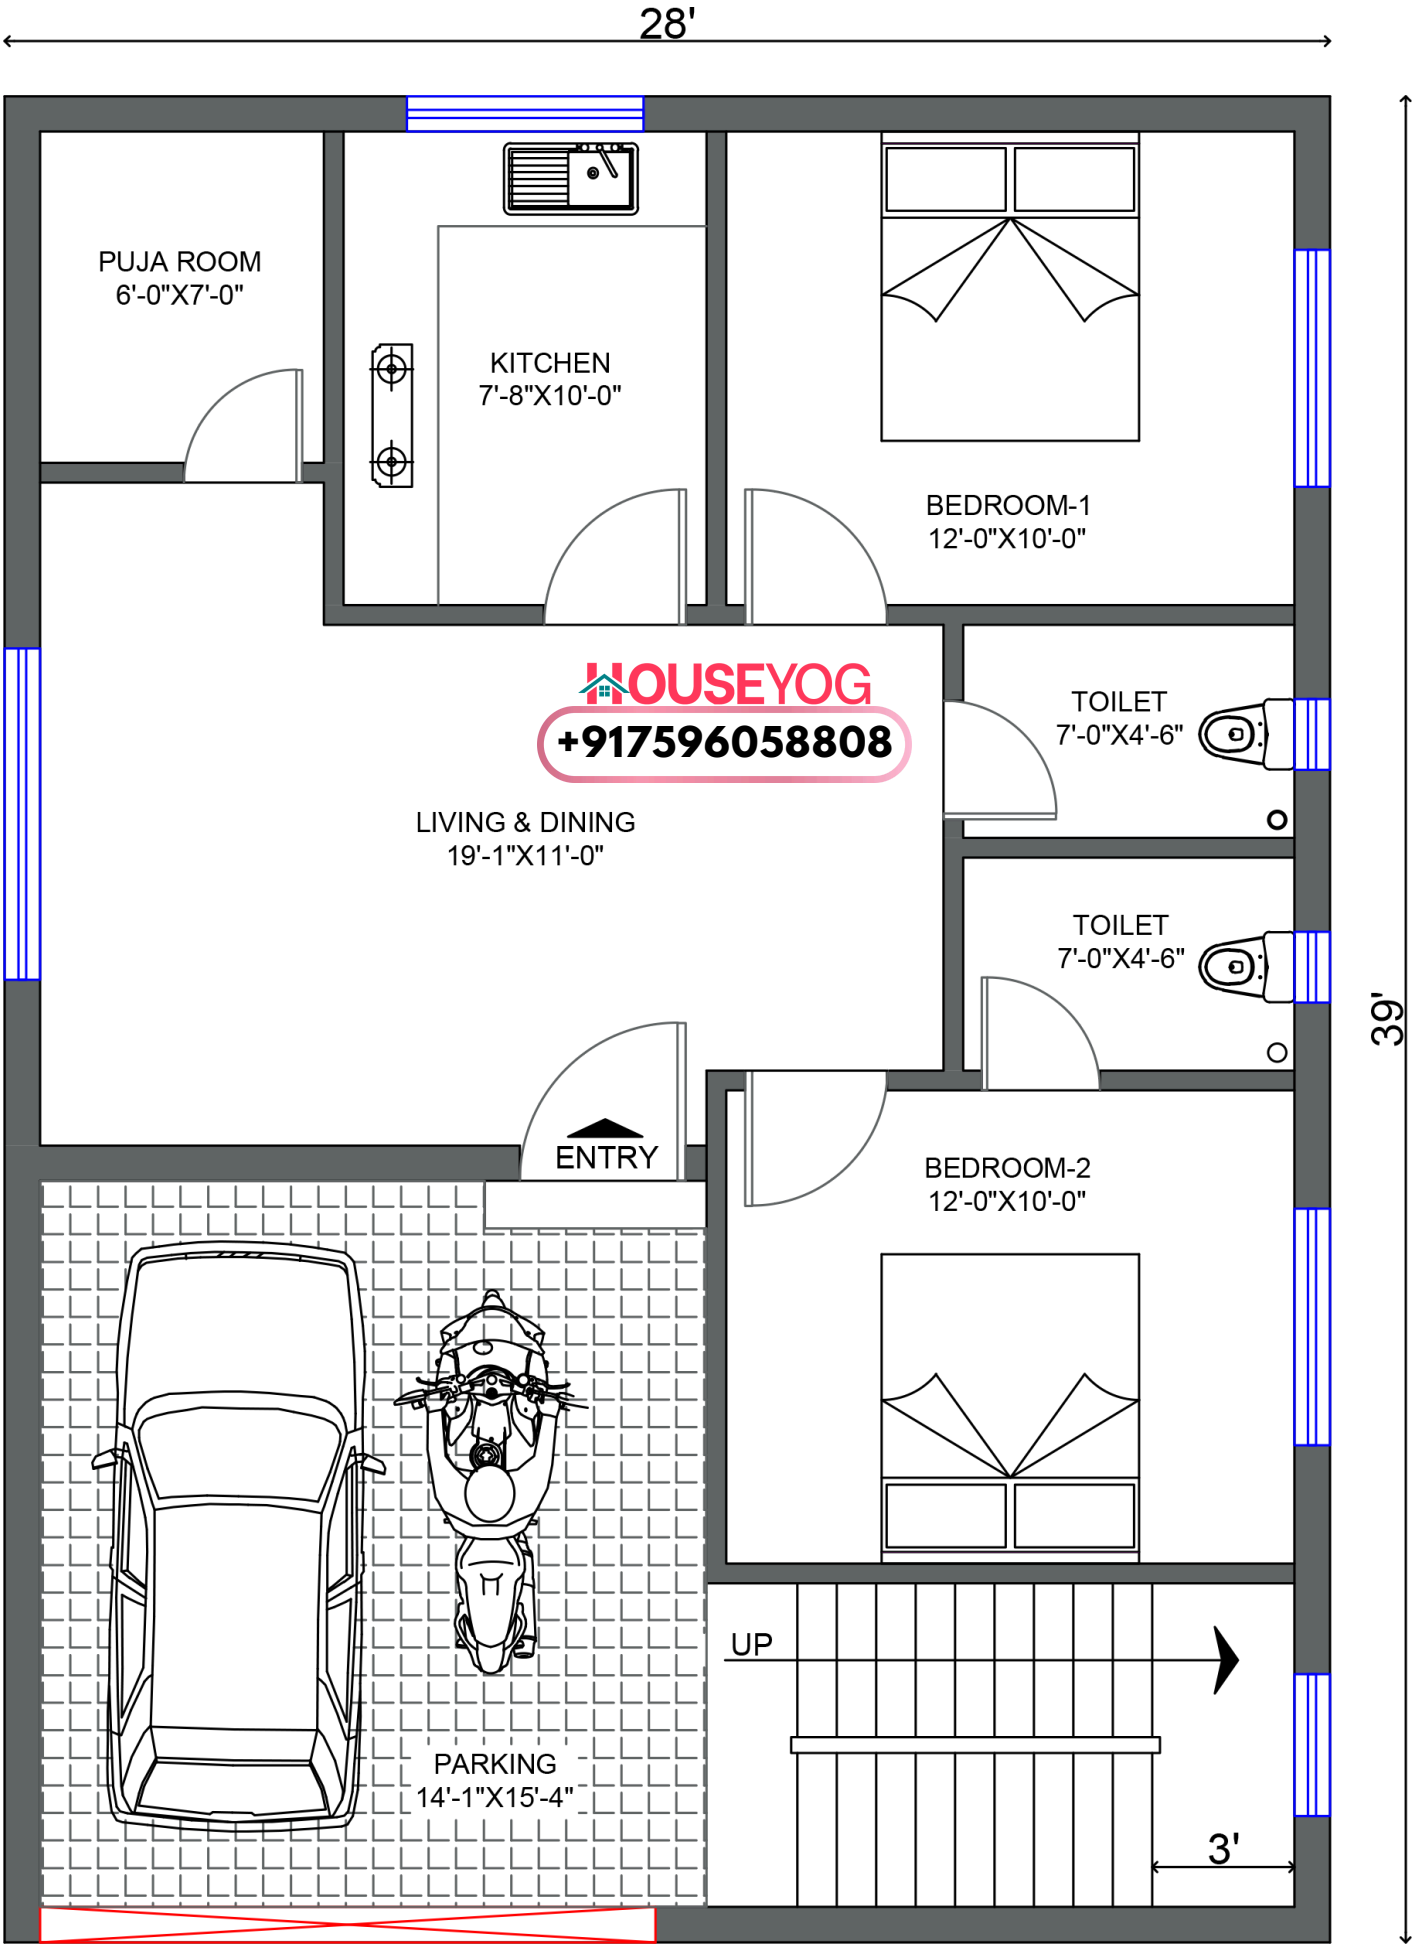 28'
PUJA ROOM
6'-0"X7'-0"
KITCHEN
7'-8"X10'-0"
BEDROOM-1
12'-0"X10'-0"
HOUSEYOG
+917596058808
TOILET
7'-0"X4'-6"
LIVING & DINING
19'-1"X11'-0"
TOILET
7'-0"X4'-6"
39'
ENTRY
BEDROOM-2
12'-0"X10'-0"
UP
PARKING
14'-1"X15'-4"
3'